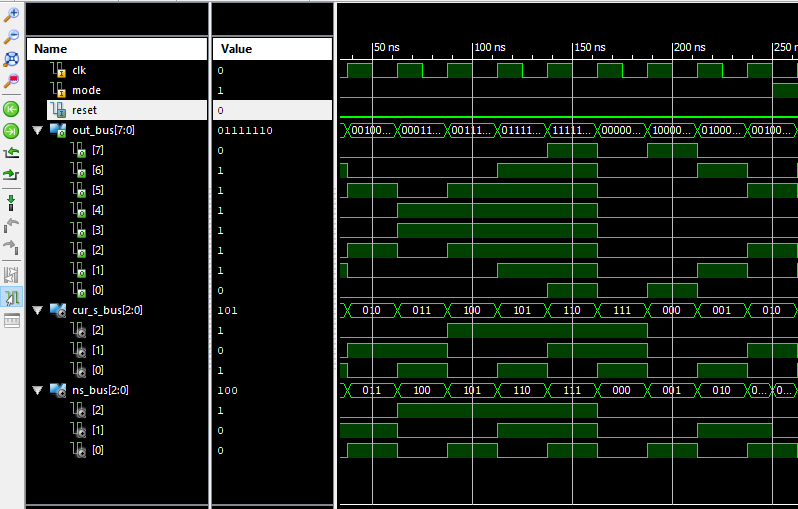 Name Value
50 ns 100 ns 150 ns 200 ns 250 n
clk 0
mode 1
reset 0
out_bus[7:0] 01111110 00100... 00011... 00111... 01111... 11111... 00000... 10000... 01000... 00100...
[7] 0
[6] 1
[5] 1
[4] 1
[3] 1
[2] 1
[1] 1
[0] 0
cur_s_bus[2:0] 101 010 011 100 101 110 111 000 001 010
[2] 1
[1] 0
[0] 1
ns_bus[2:0] 100 011 100 101 110 111 000 001 010 0... 0...
[2] 1
[1] 0
[0] 0